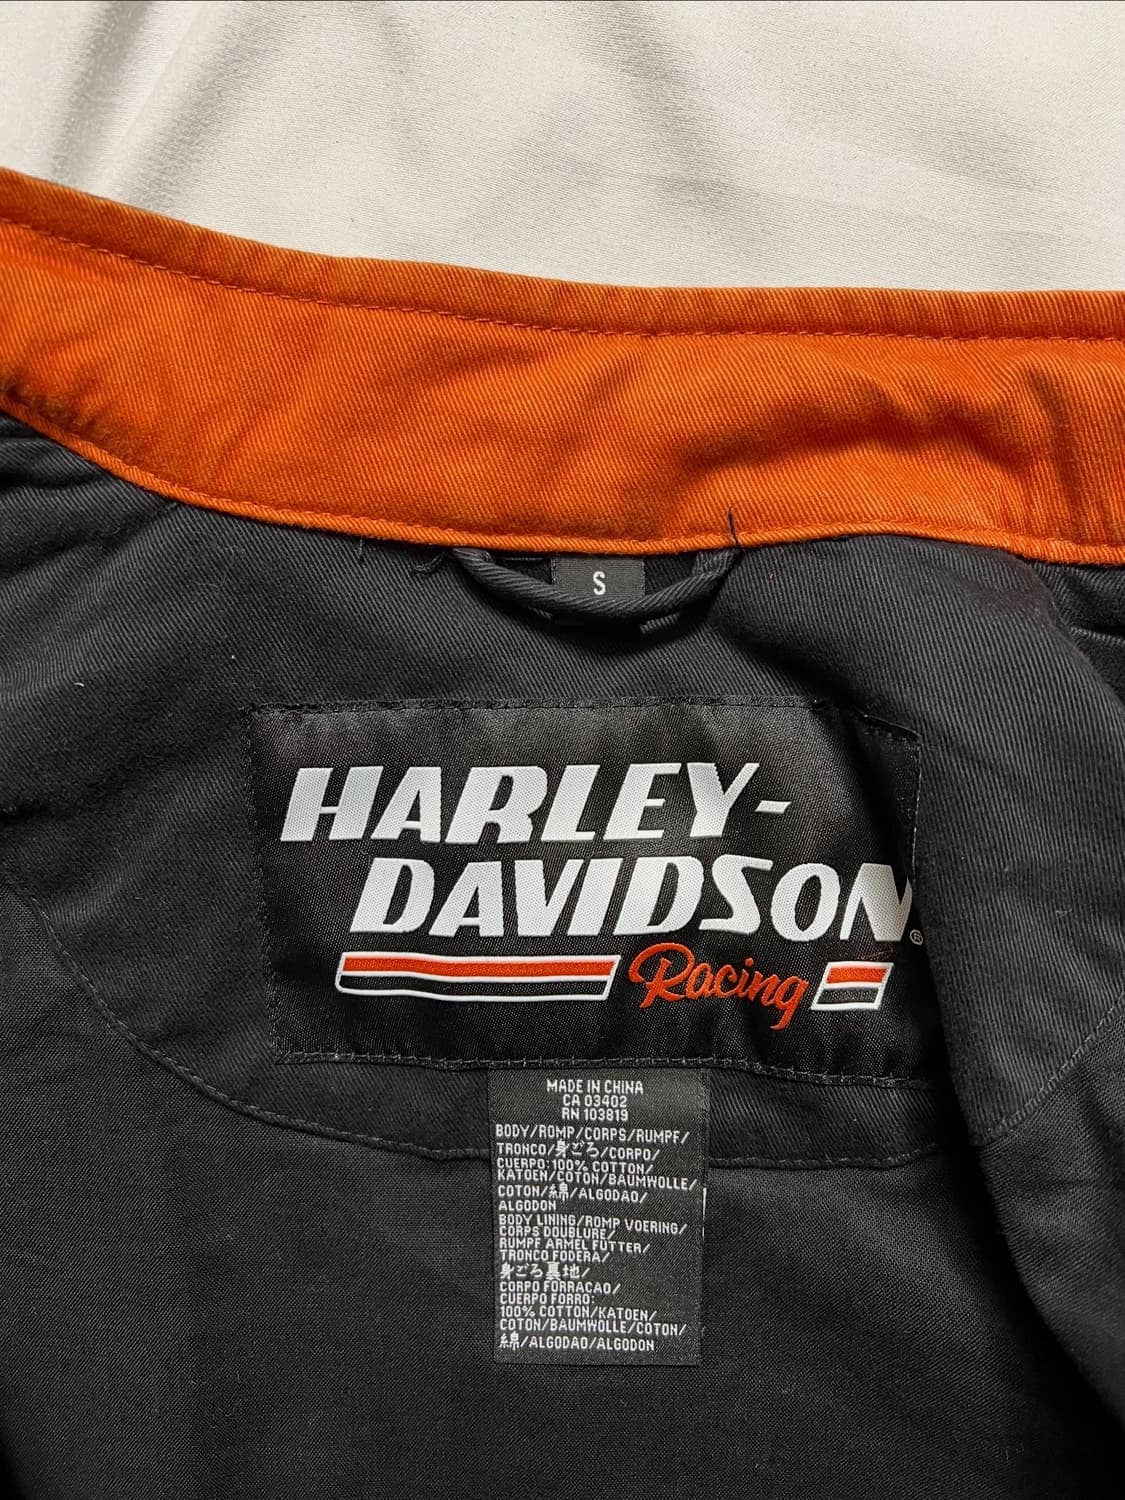 S
HARLEY-
DAVIDSON®
Racing
MADE IN CHINA
CA 03402
RN 103819
BODY/ROMP/CORPS/RUMPF/
TRONCO/身ごろ/CORPO/
CUERPO: 100% COTTON/
KATOEN/COTON/BAUMWOLLE/
COTON/綿/ALGODAO/
ALGODON
BODY LINING/ROMP VOERING/
CORPS DOUBLURE/
RUMPF ARMEL FUTTER/
TRONCO FODERA/
身ごろ裏地/
CORPO FORRACAO/
CUERPO FORRO:
100% COTTON/KATOEN/
COTON/BAUMWOLLE/COTON/
綿/ALGODAO/ALGODON